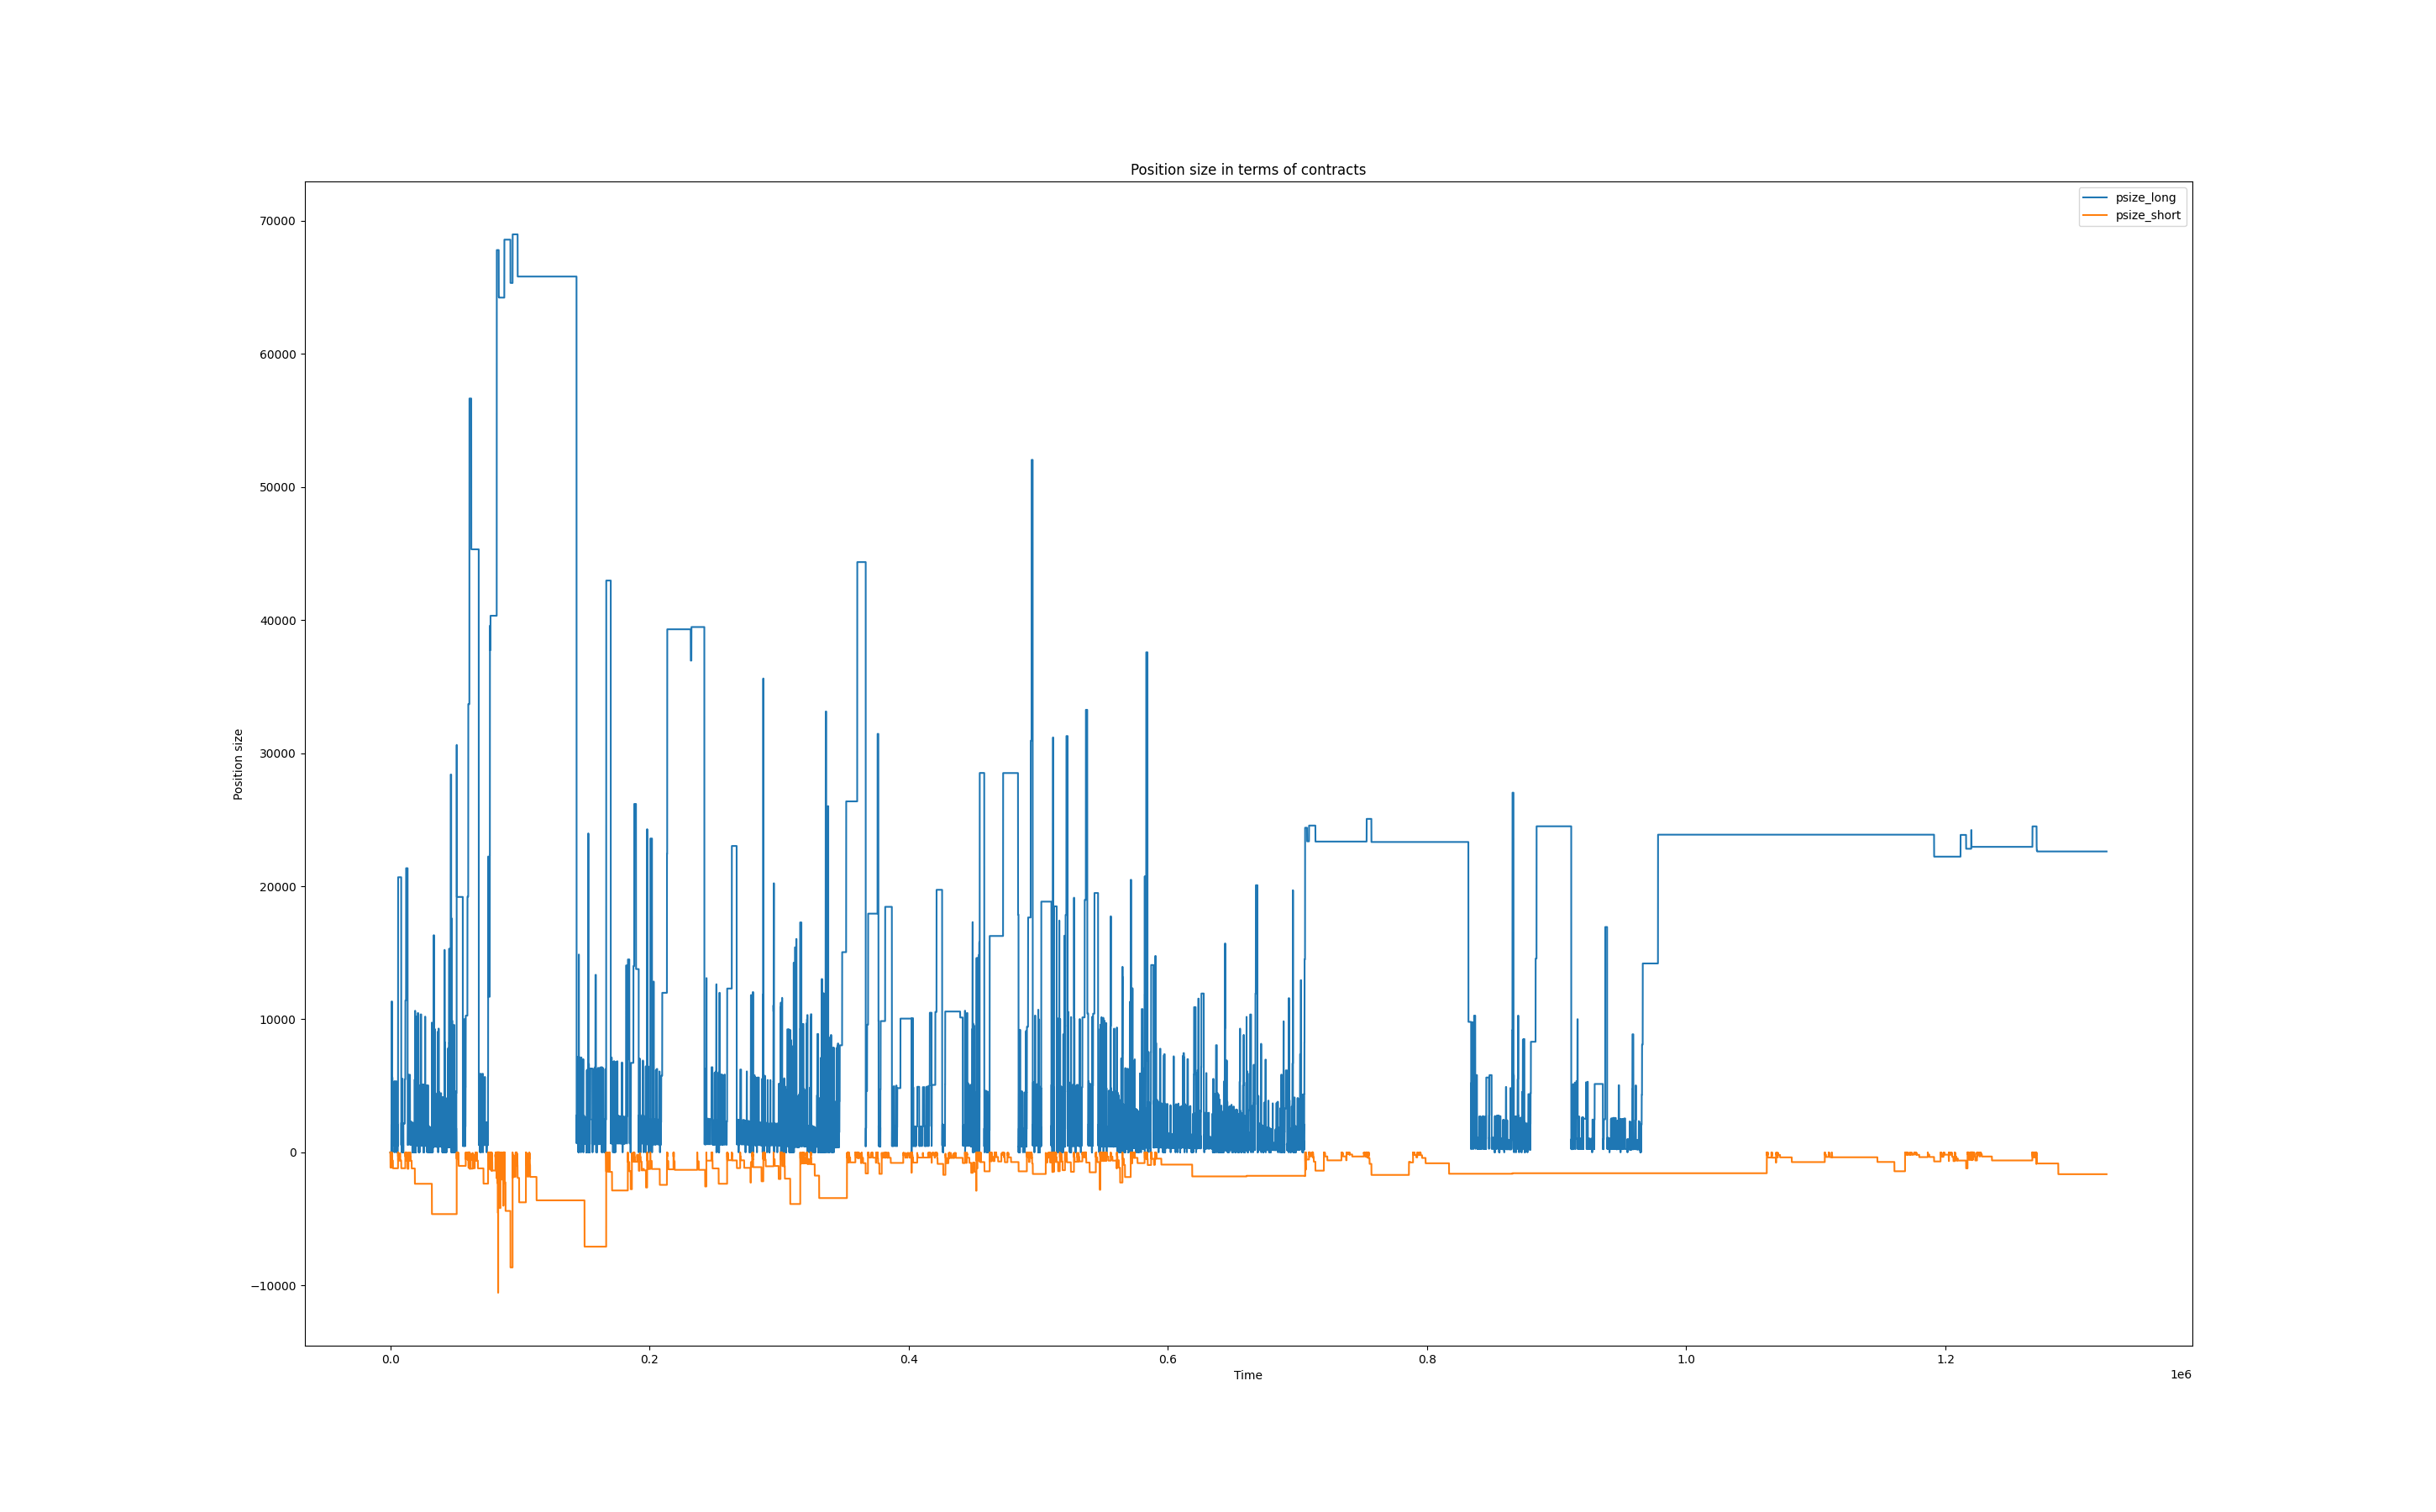 Position size in terms of contracts
psize_long
psize_short
70000
60000
50000
40000
30000
20000
10000
0
−10000
Position size
0.0 0.2 0.4 0.6 0.8 1.0 1.2
Time
1e6